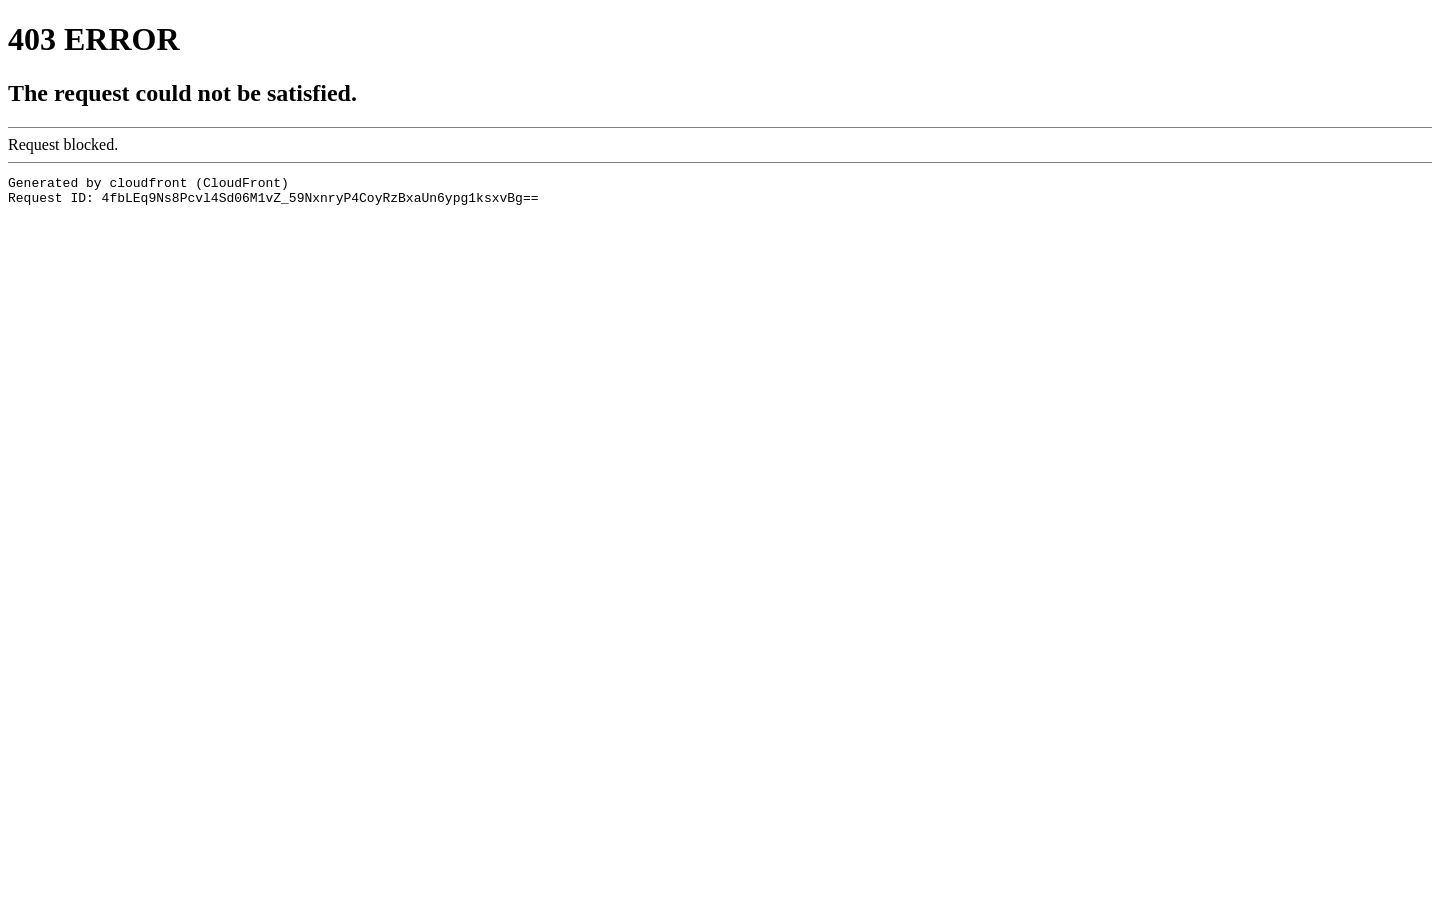 403 ERROR
The request could not be satisfied.
Request blocked.
Generated by cloudfront (CloudFront)
Request ID: 4fbLEq9Ns8Pcvl4Sd06M1vZ_59NxnryP4CoyRzBxaUn6ypg1ksxvBg==